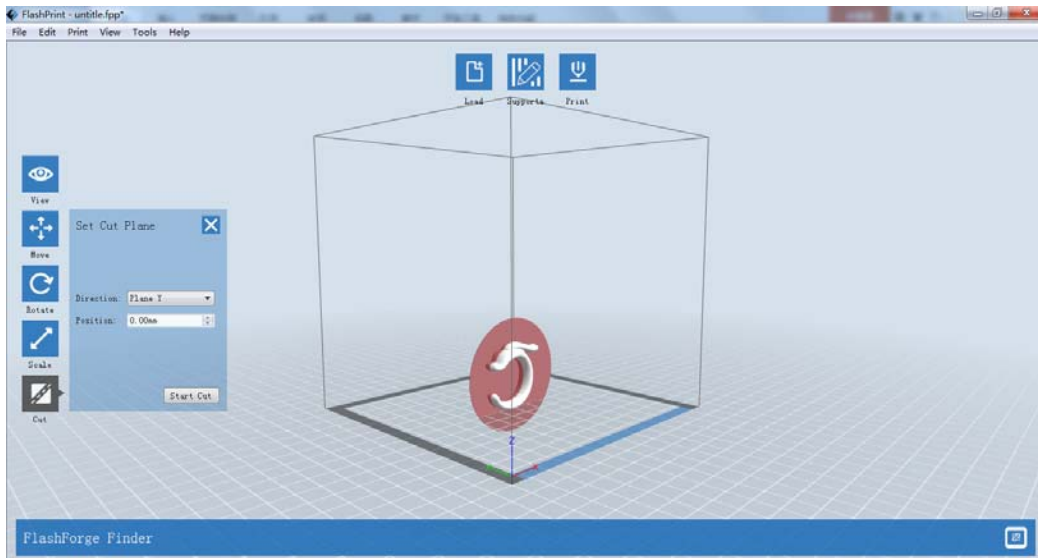 FlashPrint - untitle.fpp*
File Edit Print View Tools Help
Load Supports Print
View
Set Cut Plane
Move
Direction: Plane Y
Rotate
Position: 0.00mm
Scale
Start Cut
Cut
Z
FlashForge Finder